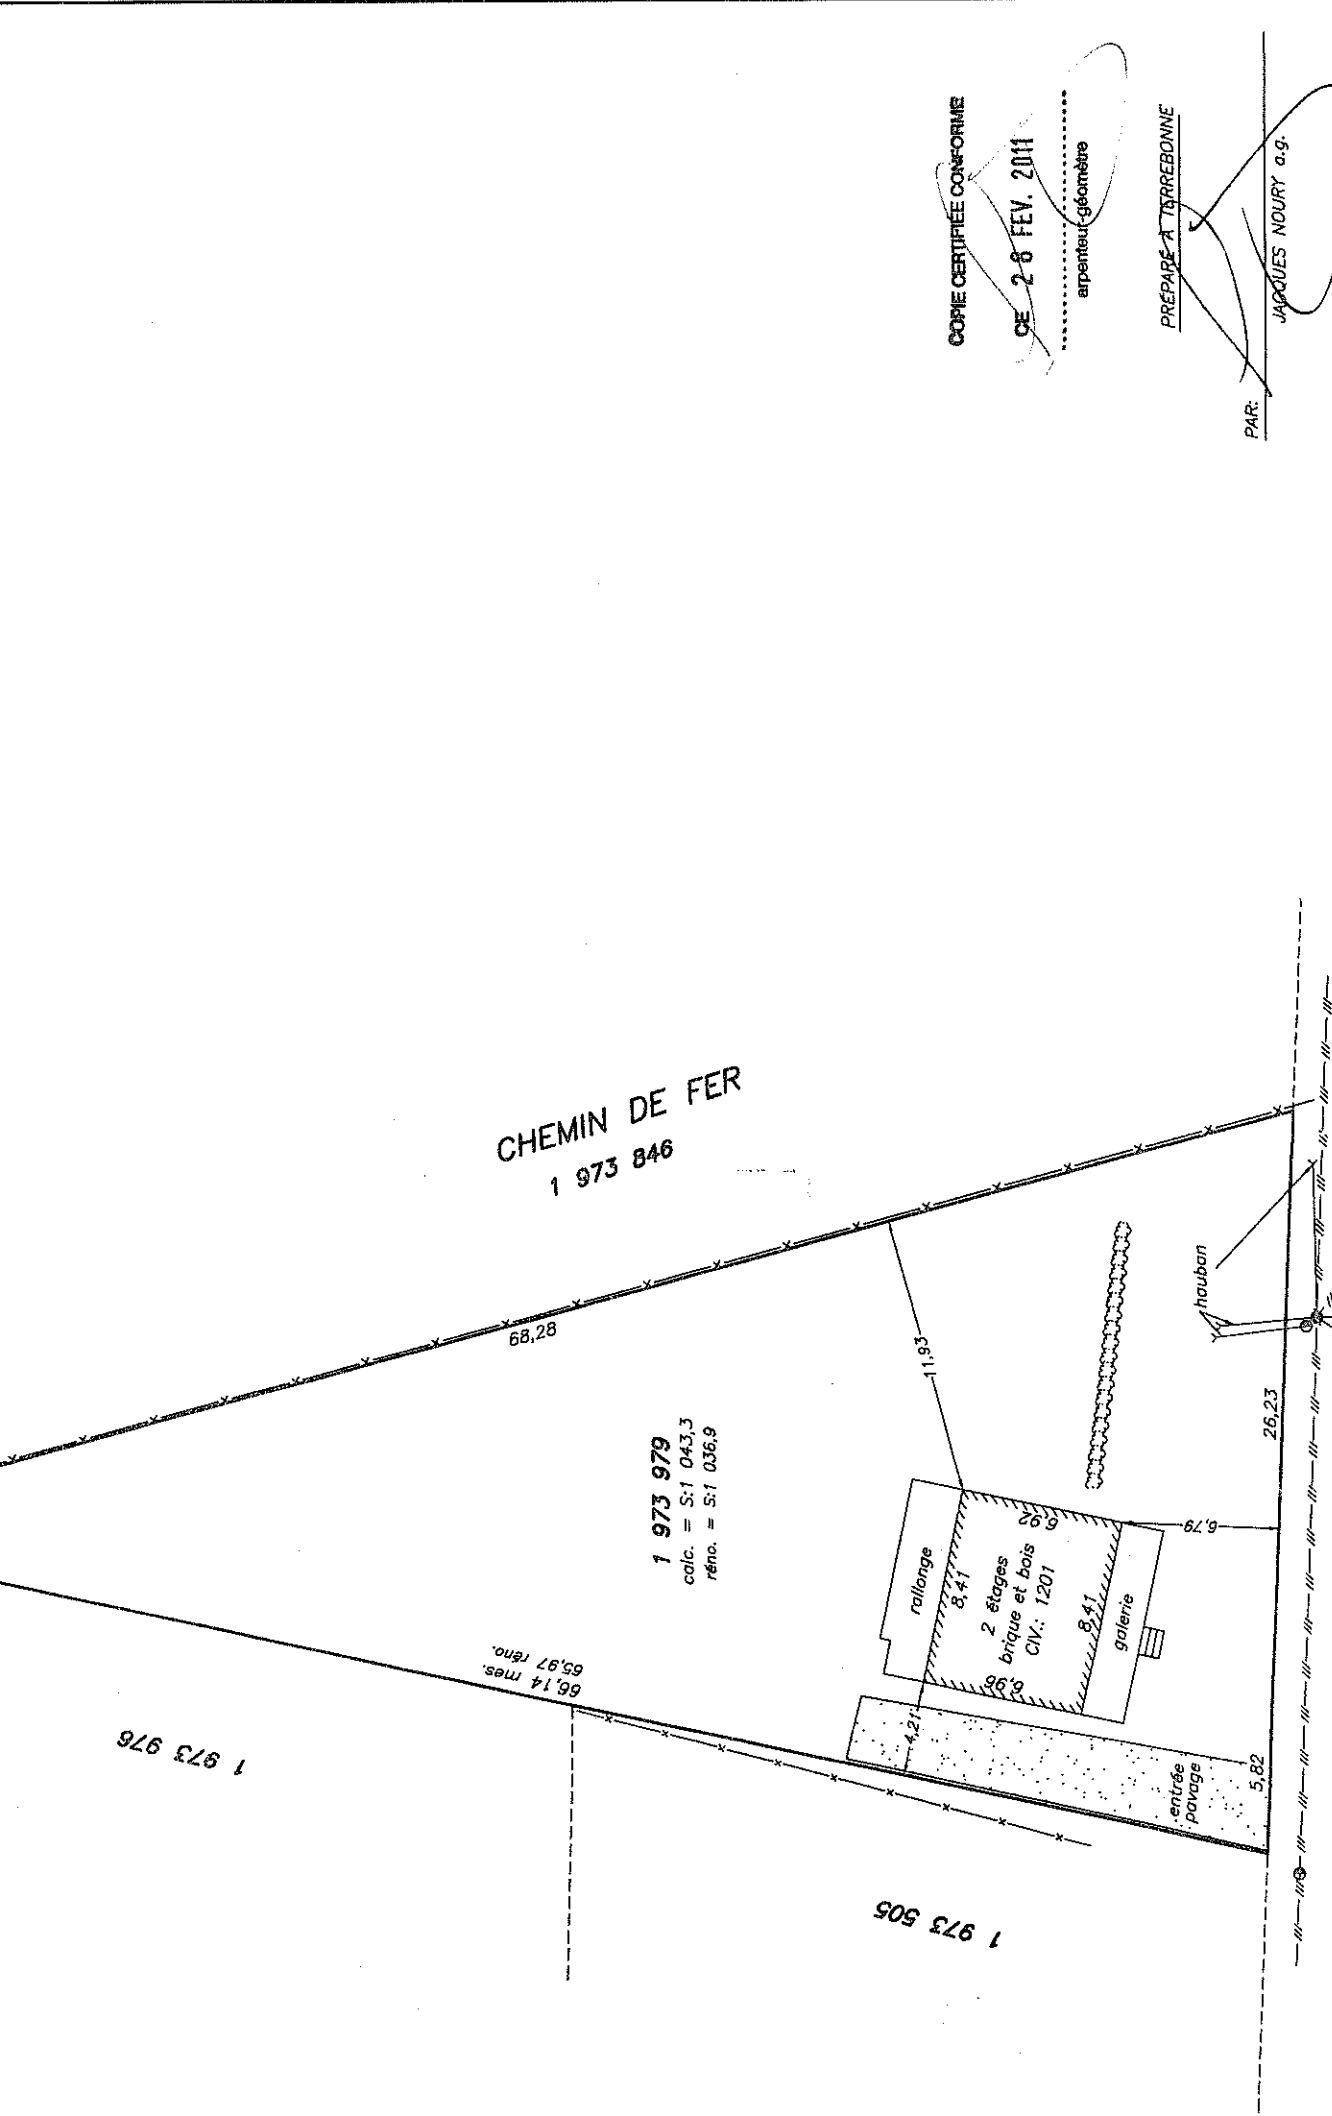 COPIE CERTIFIÉE CONFORME
CE 28 FEV. 2011
arpenteur-géomètre
PRÉPARÉ À TERREBONNE
PAR:
JACQUES NOURY a.g.
CHEMIN DE FER
1 973 846
68,28
1 973 979
calc. = S:1 043,3
réno. = S:1 036,9
66,14 mes.
65,97 réno.
1 973 976
1 973 505
11,93
rallonge
8,41
6,92
2 étages
brique et bois
CIV.: 1201
6,96
8,41
galerie
4,21
6,79
hauban
26,23
entrée
pavage
5,82